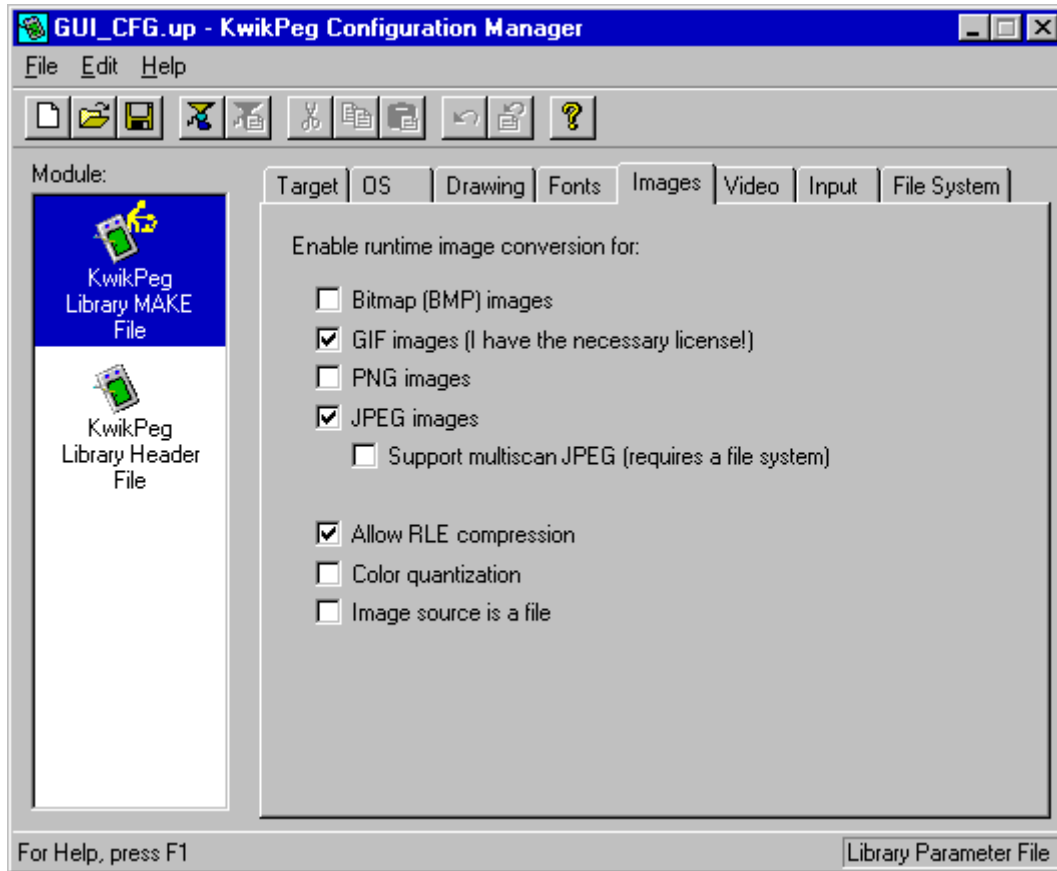 GUI_CFG.up - KwikPeg Configuration Manager
File Edit Help
Module:
KwikPeg
Library MAKE
File
KwikPeg
Library Header
File
Target OS Drawing Fonts Images Video Input File System
Enable runtime image conversion for:
Bitmap (BMP) images
GIF images (I have the necessary license!)
PNG images
JPEG images
Support multiscan JPEG (requires a file system)
Allow RLE compression
Color quantization
Image source is a file
For Help, press F1
Library Parameter File